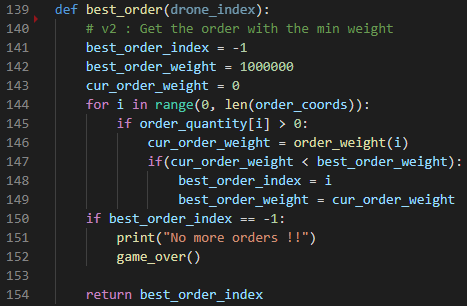 139 def best_order(drone_index):
140     # v2 : Get the order with the min weight
141     best_order_index = -1
142     best_order_weight = 1000000
143     cur_order_weight = 0
144     for i in range(0, len(order_coords)):
145         if order_quantity[i] > 0:
146             cur_order_weight = order_weight(i)
147             if(cur_order_weight < best_order_weight):
148                 best_order_index = i
149                 best_order_weight = cur_order_weight
150     if best_order_index == -1:
151         print("No more orders !!")
152         game_over()
153
154     return best_order_index